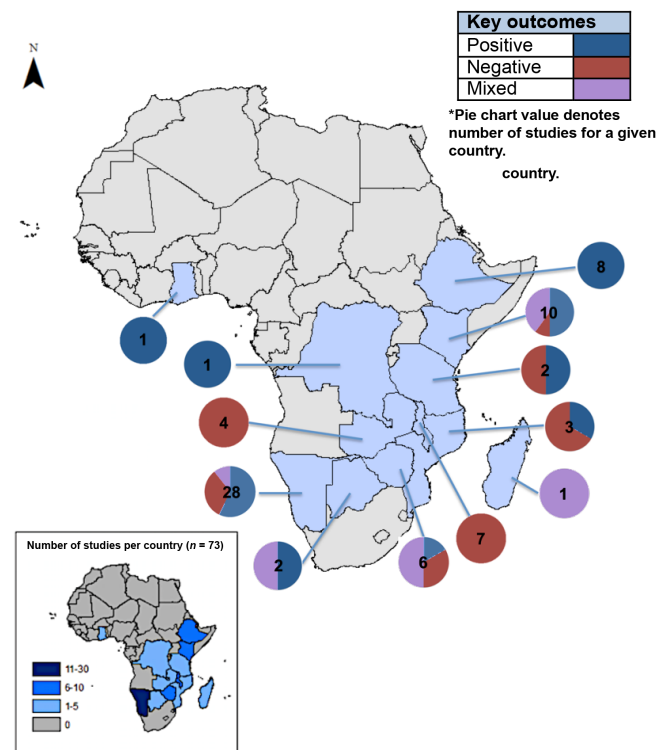 N
Key outcomes
Positive
Negative
Mixed
*Pie chart value denotes
number of studies for a given
country.
country.
8
10
1
1
2
4
3
28
1
7
2
6
Number of studies per country (n = 73)
11-30
6-10
1-5
0